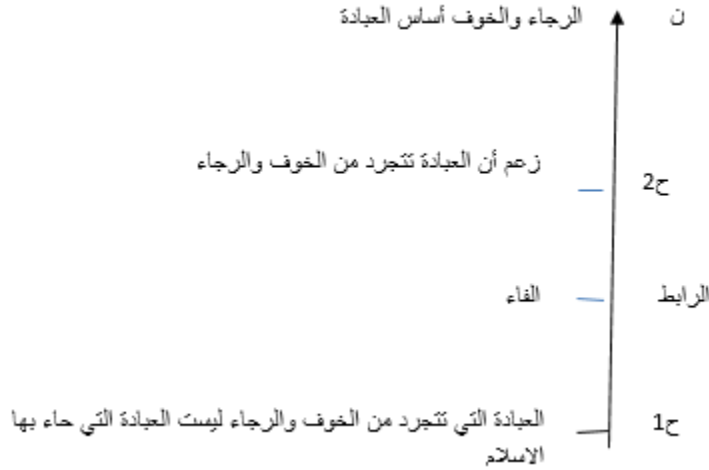 ن الرجاء والخوف أساس العبادة
ح2 زعم أن العبادة تتجرد من الخوف والرجاء
الرابط الفاء
ح1 العبادة التي تتجرد من الخوف والرجاء ليست العبادة التي حاء بها
الاسلام